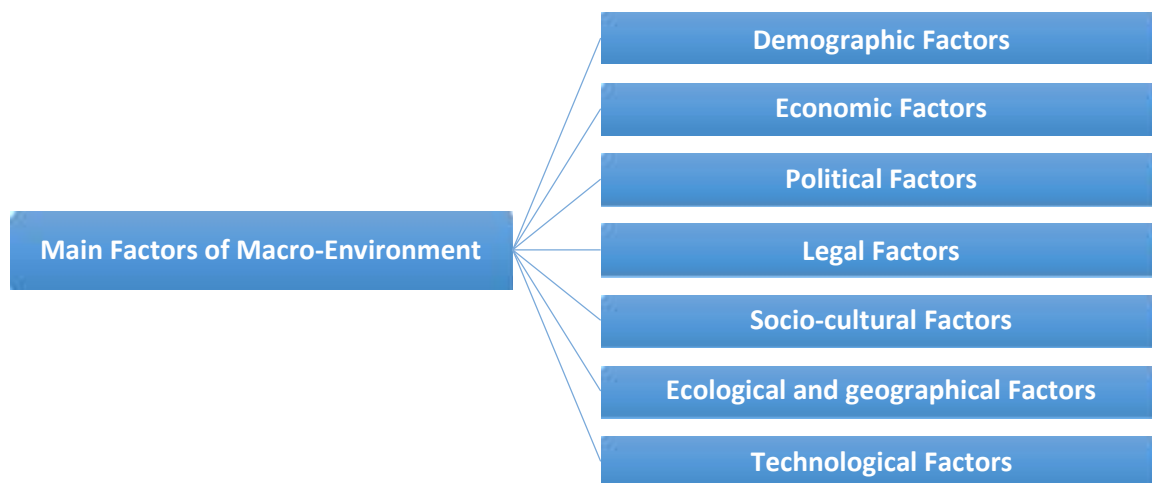 Main Factors of Macro-Environment
Demographic Factors
Economic Factors
Political Factors
Legal Factors
Socio-cultural Factors
Ecological and geographical Factors
Technological Factors